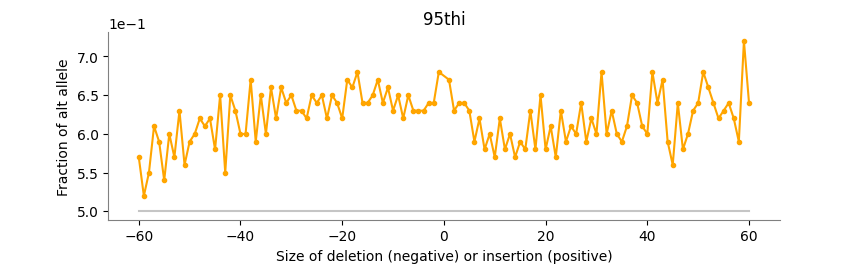 95thi
1e−1
7.0
6.5
6.0
5.5
5.0
Fraction of alt allele
−60 −40 −20 0 20 40 60
Size of deletion (negative) or insertion (positive)